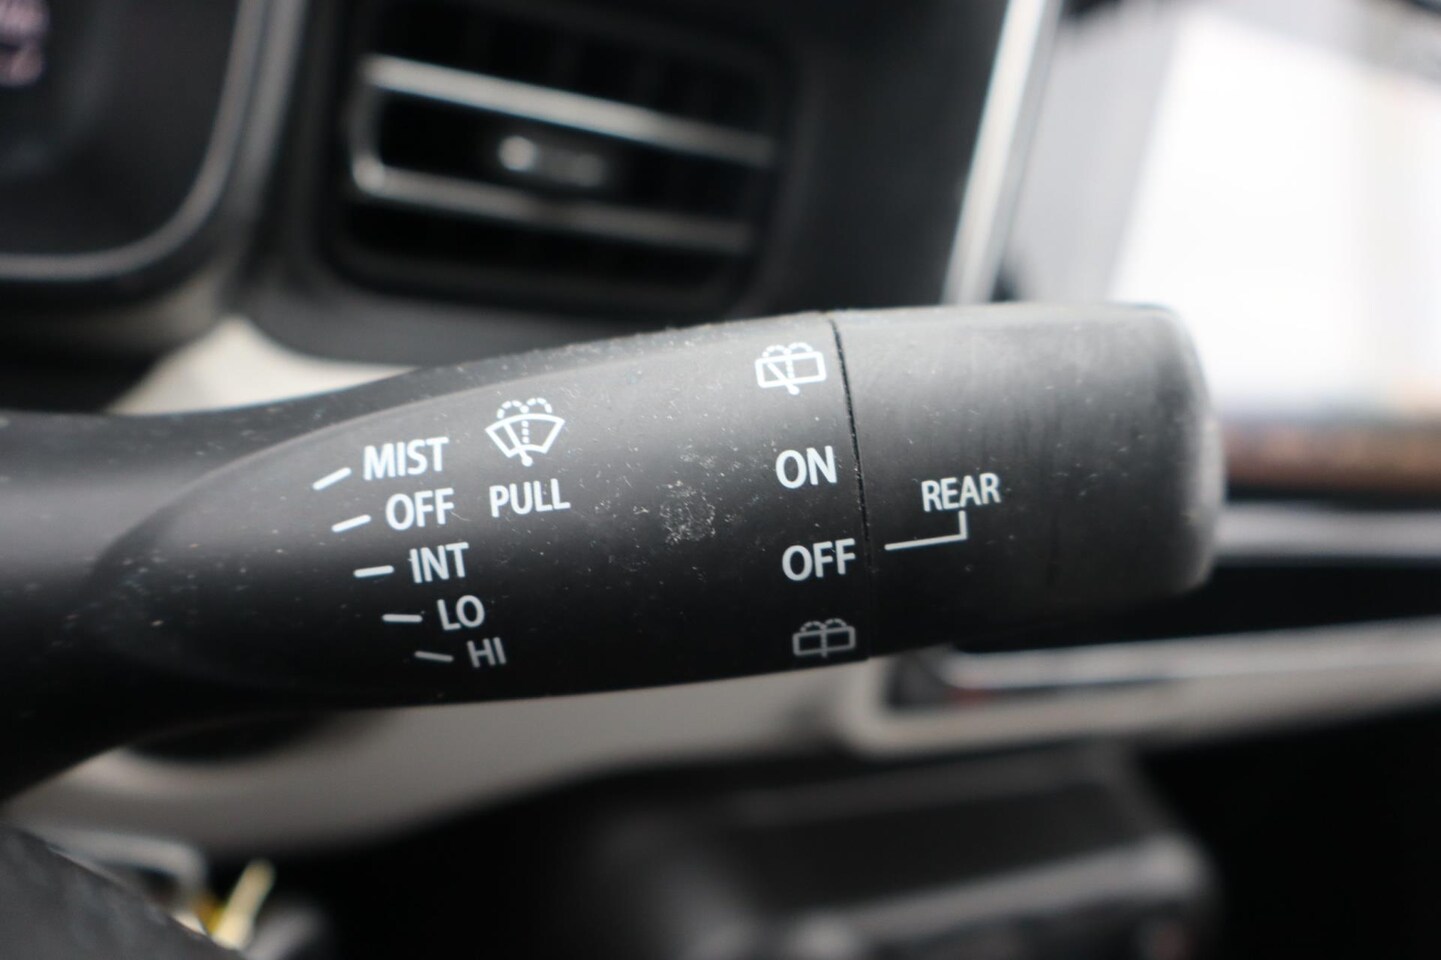 MIST
OFF
INT
LO
HI
PULL
ON
OFF
REAR